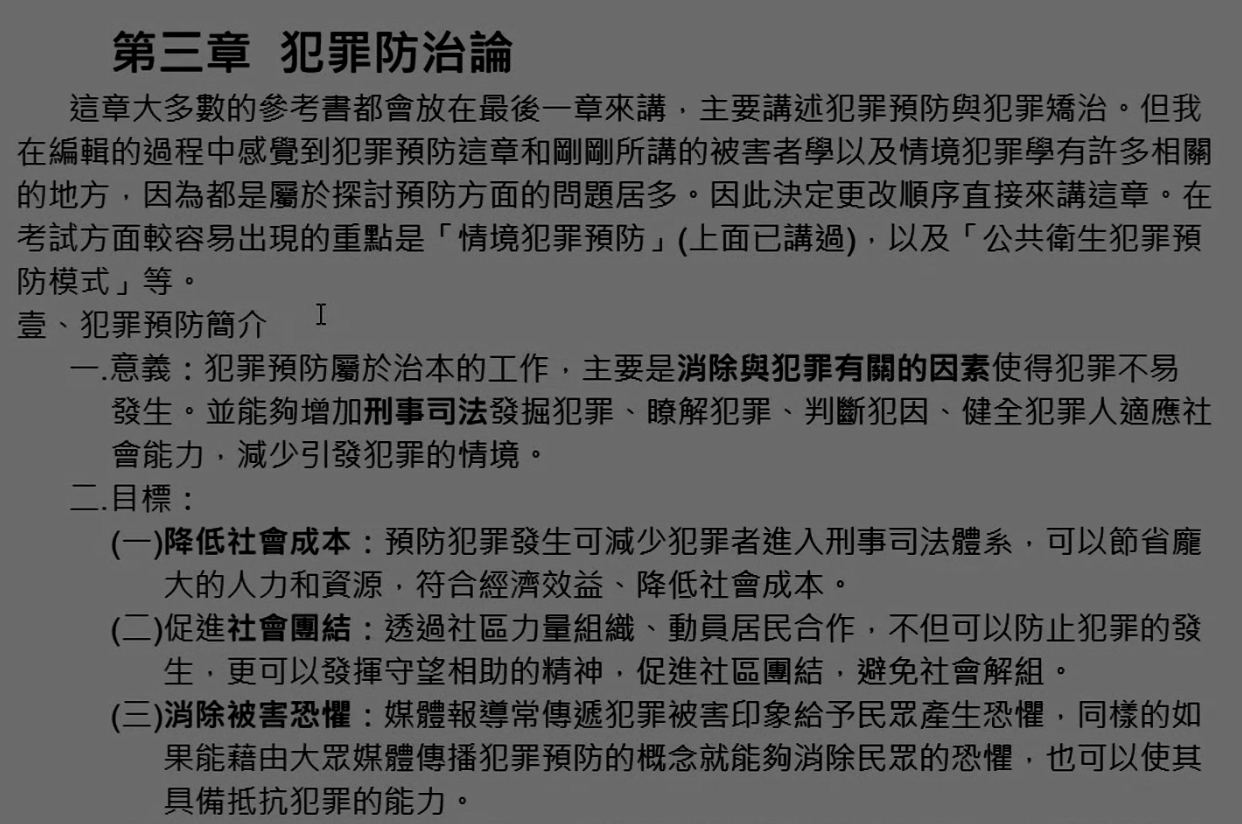 第三章 犯罪防治論
這章大多數的參考書都會放在最後一章來講，主要講述犯罪預防與犯罪矯治。但我
在編輯的過程中感覺到犯罪預防這章和剛剛所講的被害者學以及情境犯罪學有許多相關
的地方，因為都是屬於探討預防方面的問題居多。因此決定更改順序直接來講這章。在
考試方面較容易出現的重點是「情境犯罪預防」(上面已講過)，以及「公共衛生犯罪預
防模式」等。
壹、犯罪預防簡介
一.意義：犯罪預防屬於治本的工作，主要是消除與犯罪有關的因素使得犯罪不易
發生。並能夠增加刑事司法發掘犯罪、瞭解犯罪、判斷犯因、健全犯罪人適應社
會能力，減少引發犯罪的情境。
二.目標：
(一)降低社會成本：預防犯罪發生可減少犯罪者進入刑事司法體系，可以節省龐
大的人力和資源，符合經濟效益、降低社會成本。
(二)促進社會團結：透過社區力量組織、動員居民合作，不但可以防止犯罪的發
生，更可以發揮守望相助的精神，促進社區團結，避免社會解組。
(三)消除被害恐懼：媒體報導常傳遞犯罪被害印象給予民眾產生恐懼，同樣的如
果能藉由大眾媒體傳播犯罪預防的概念就能夠消除民眾的恐懼，也可以使其
具備抵抗犯罪的能力。